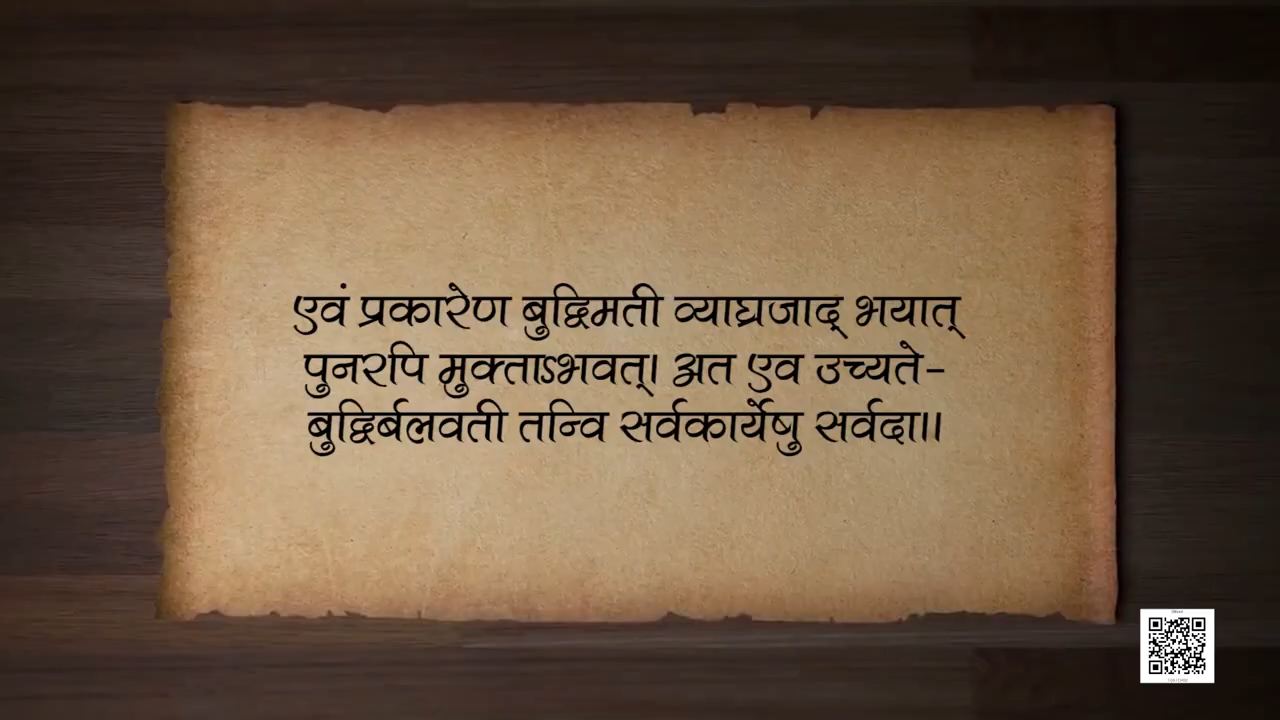 एवं प्रकारेण बुद्धिमती व्याघ्रजाद् भयात्
पुनरपि मुक्ताऽभवत्। अत एव उच्यते-
बुद्धिर्बलवती तन्वि सर्वकार्येषु सर्वदा।।